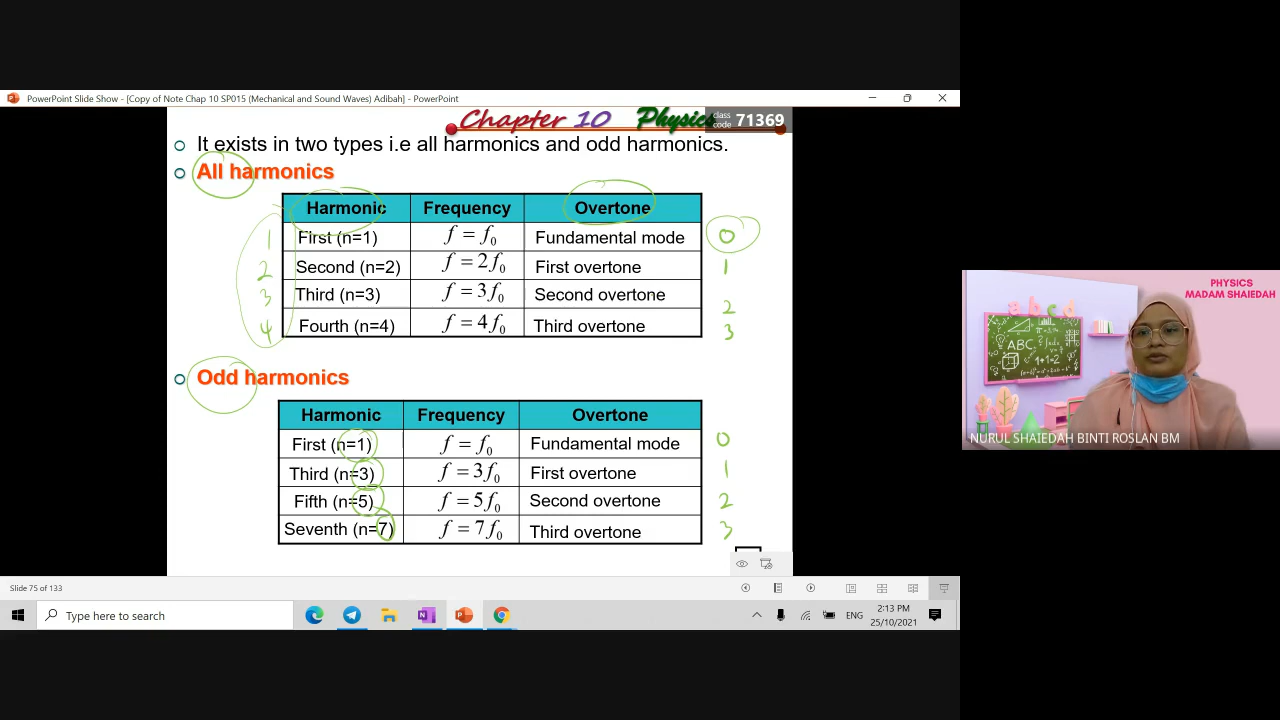 PowerPoint Slide Show - [Copy of Note Chap 10 SP015 (Mechanical and Sound Waves) Adibah] - PowerPoint
Chapter 10 Physics
class code 71369
It exists in two types i.e all harmonics and odd harmonics.
All harmonics
Harmonic Frequency Overtone
1 First (n=1) f = f0 Fundamental mode 0
2 Second (n=2) f = 2f0 First overtone 1
3 Third (n=3) f = 3f0 Second overtone 2
4 Fourth (n=4) f = 4f0 Third overtone 3
Odd harmonics
Harmonic Frequency Overtone
First (n=1) f = f0 Fundamental mode 0
Third (n=3) f = 3f0 First overtone 1
Fifth (n=5) f = 5f0 Second overtone 2
Seventh (n=7) f = 7f0 Third overtone 3
Slide 75 of 133
Type here to search
ENG
2:13 PM
25/10/2021
PHYSICS
MADAM SHAIEDAH
a b c d
ABC
1+1=2
NURUL SHAIEDAH BINTI ROSLAN BM